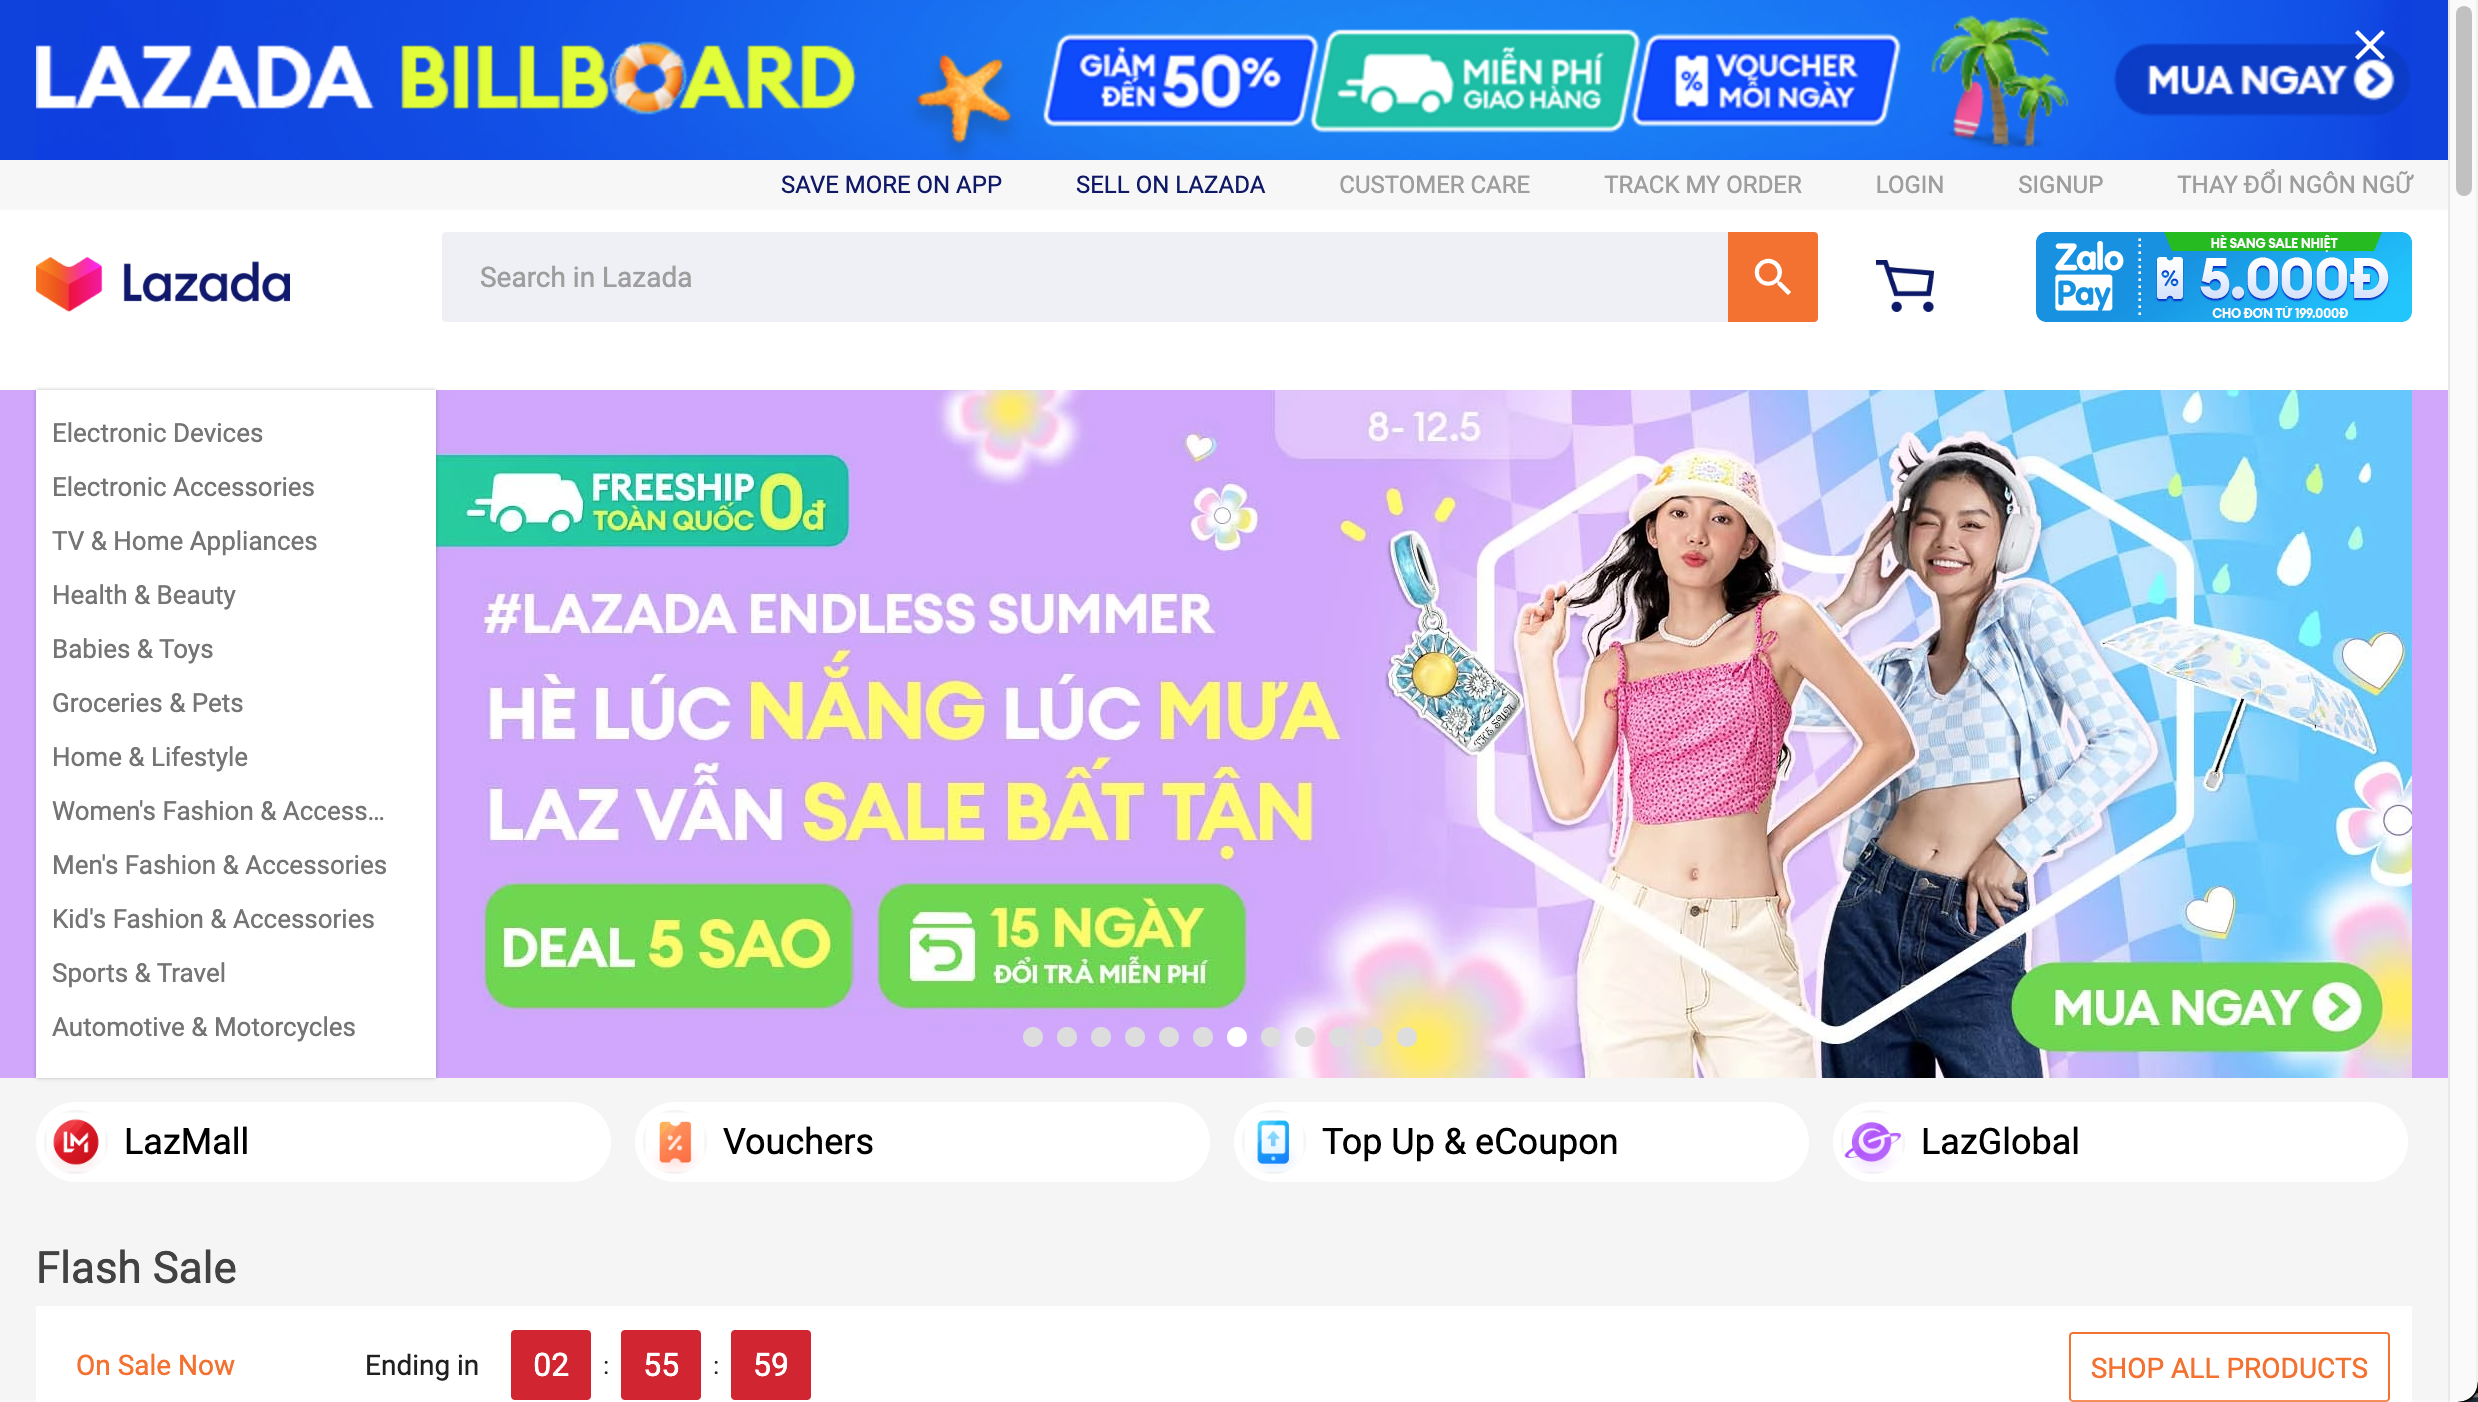 LAZADA BILLBOARD
GIẢM ĐẾN 50%
MIỄN PHÍ GIAO HÀNG
VOUCHER MỖI NGÀY
MUA NGAY
SAVE MORE ON APP
SELL ON LAZADA
CUSTOMER CARE
TRACK MY ORDER
LOGIN
SIGNUP
THAY ĐỔI NGÔN NGỮ
Lazada
Search in Lazada
Zalo Pay
HÈ SANG SALE NHIỆT
% 5.000Đ
CHO ĐƠN TỪ 199.000Đ
Electronic Devices
Electronic Accessories
TV & Home Appliances
Health & Beauty
Babies & Toys
Groceries & Pets
Home & Lifestyle
Women's Fashion & Access...
Men's Fashion & Accessories
Kid's Fashion & Accessories
Sports & Travel
Automotive & Motorcycles
8- 12.5
FREESHIP TOÀN QUỐC 0đ
#LAZADA ENDLESS SUMMER
HÈ LÚC NẮNG LÚC MƯA
LAZ VẪN SALE BẤT TẬN
DEAL 5 SAO
15 NGÀY
ĐỔI TRẢ MIỄN PHÍ
MUA NGAY
LazMall
Vouchers
Top Up & eCoupon
LazGlobal
Flash Sale
On Sale Now
Ending in
02 : 55 : 59
SHOP ALL PRODUCTS